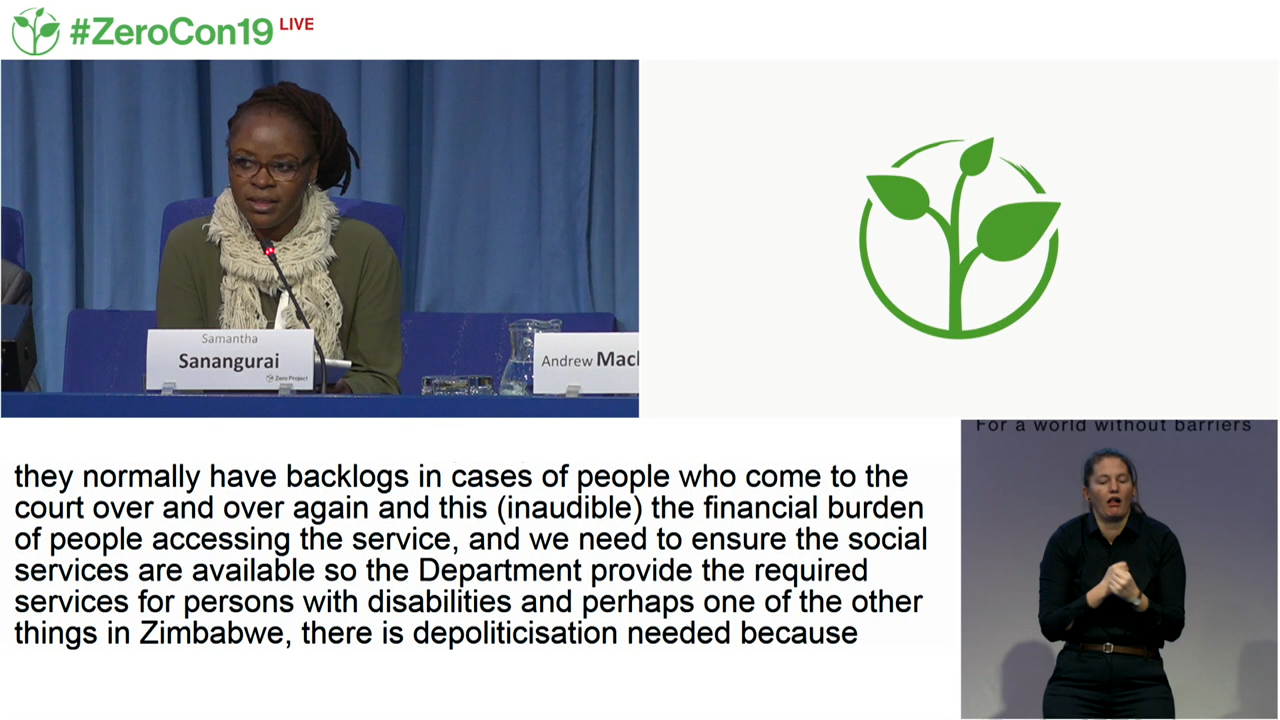 #ZeroCon19 LIVE
Samantha
Sanangurai
Zero Project
Andrew Mac
For a world without barriers
they normally have backlogs in cases of people who come to the
court over and over again and this (inaudible) the financial burden
of people accessing the service, and we need to ensure the social
services are available so the Department provide the required
services for persons with disabilities and perhaps one of the other
things in Zimbabwe, there is depoliticisation needed because